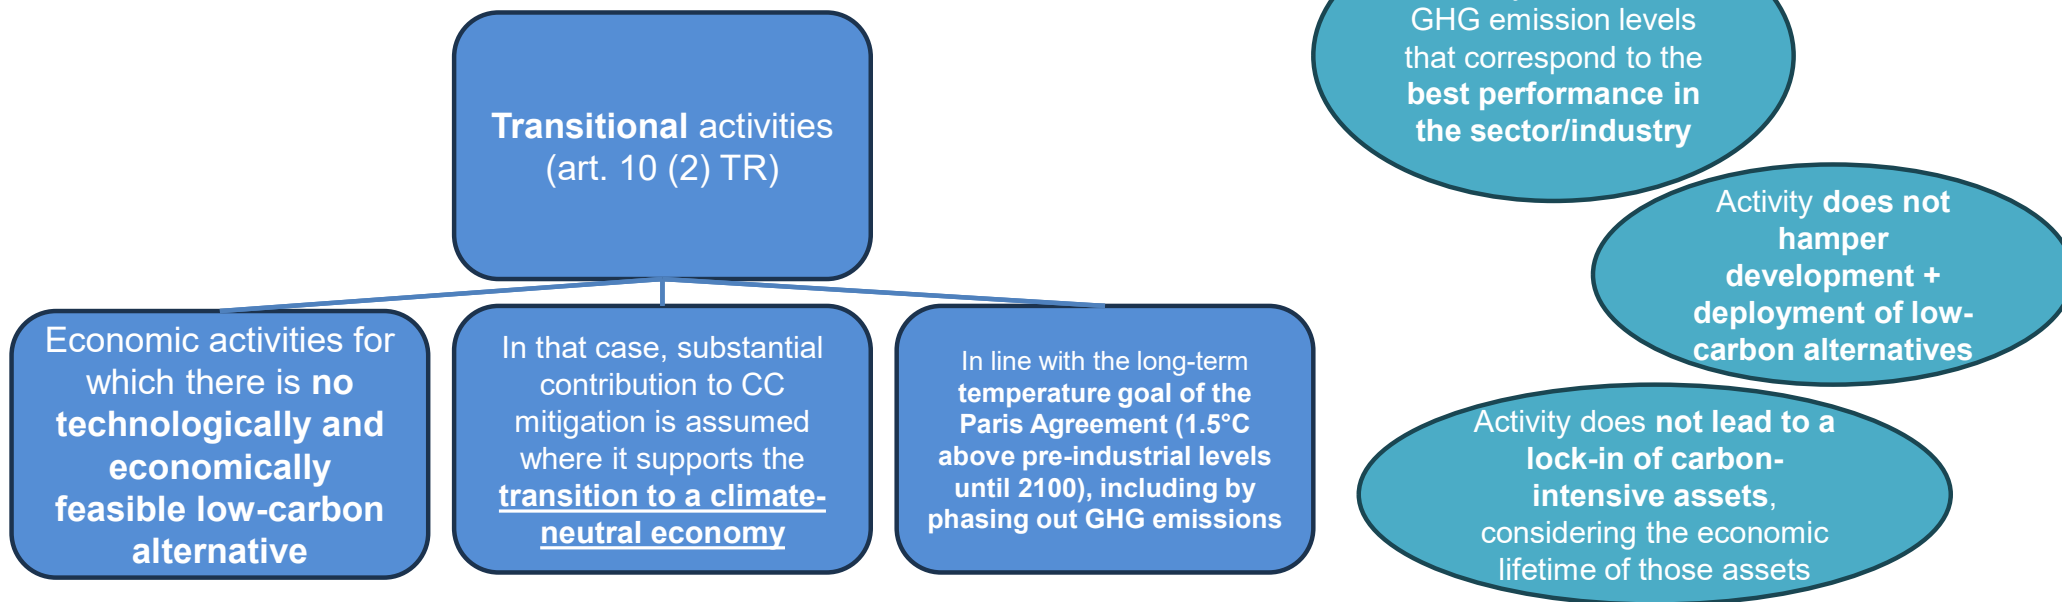 Transitional activities
(art. 10 (2) TR)
Economic activities for
which there is no
technologically and
economically
feasible low-carbon
alternative
In that case, substantial
contribution to CC
mitigation is assumed
where it supports the
transition to a climate-
neutral economy
In line with the long-term
temperature goal of the
Paris Agreement (1.5°C
above pre-industrial levels
until 2100), including by
phasing out GHG emissions
GHG emission levels
that correspond to the
best performance in
the sector/industry
Activity does not
hamper
development +
deployment of low-
carbon alternatives
Activity does not lead to a
lock-in of carbon-
intensive assets,
considering the economic
lifetime of those assets